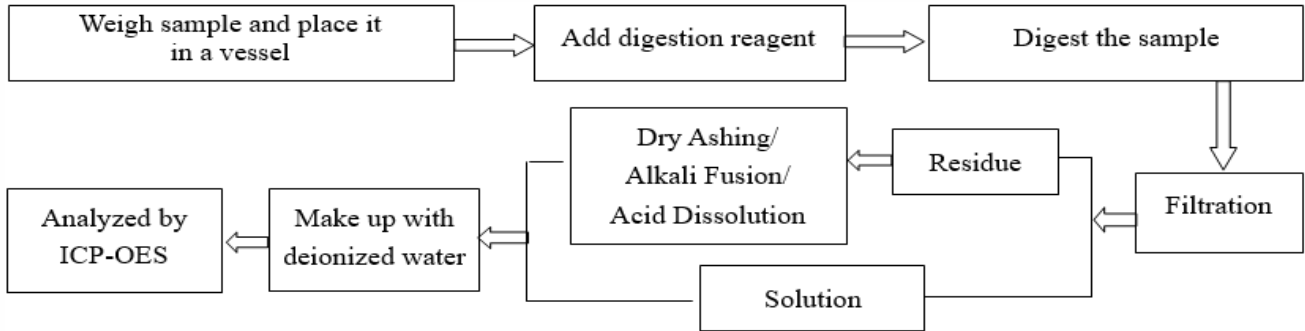 Weigh sample and place it
in a vessel
Add digestion reagent
Digest the sample
Filtration
Residue
Dry Ashing/
Alkali Fusion/
Acid Dissolution
Solution
Make up with
deionized water
Analyzed by
ICP-OES